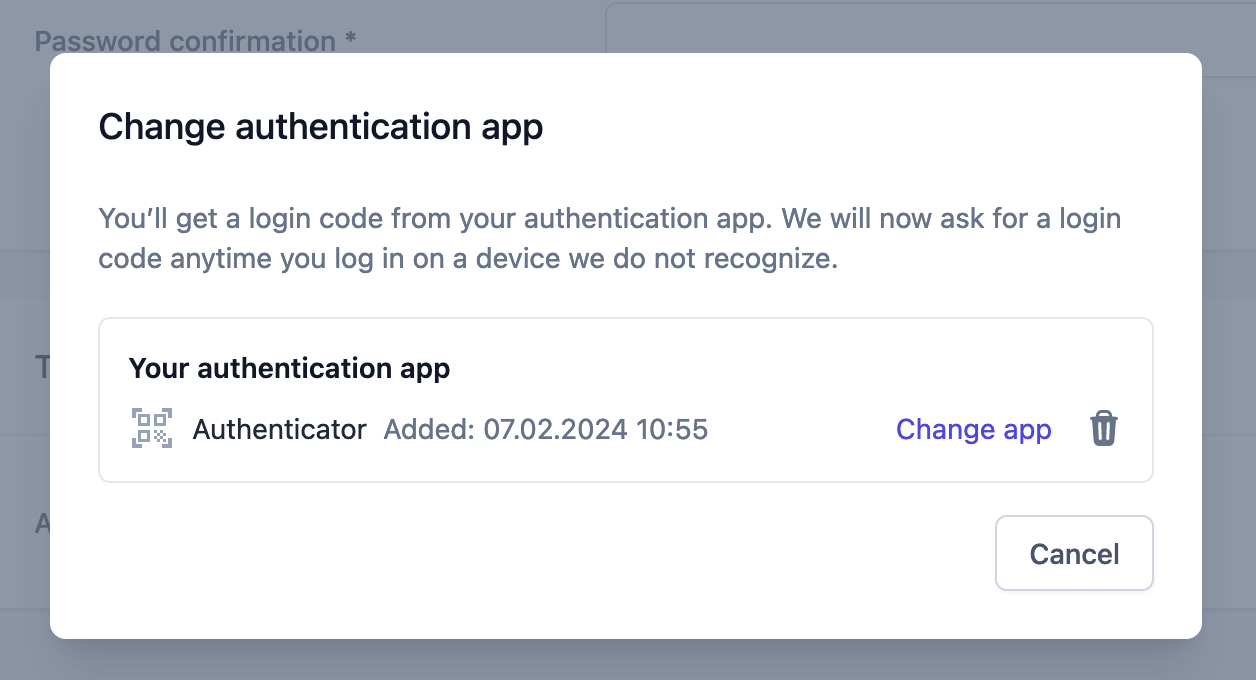 Password confirmation *
Change authentication app
You’ll get a login code from your authentication app. We will now ask for a login
code anytime you log in on a device we do not recognize.
Your authentication app
Authenticator Added: 07.02.2024 10:55 Change app
Cancel